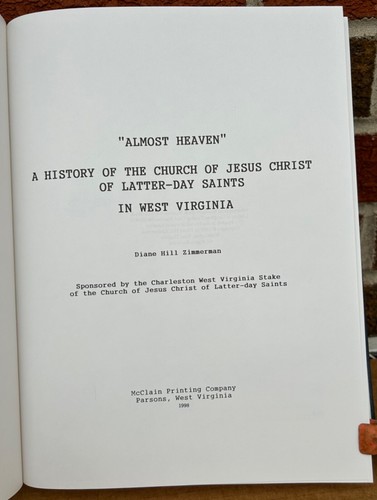 "ALMOST HEAVEN"
A HISTORY OF THE CHURCH OF JESUS CHRIST
OF LATTER-DAY SAINTS
IN WEST VIRGINIA
Diane Hill Zimmerman
Sponsored by the Charleston West Virginia Stake
of the Church of Jesus Christ of Latter-day Saints
McClain Printing Company
Parsons, West Virginia
1998